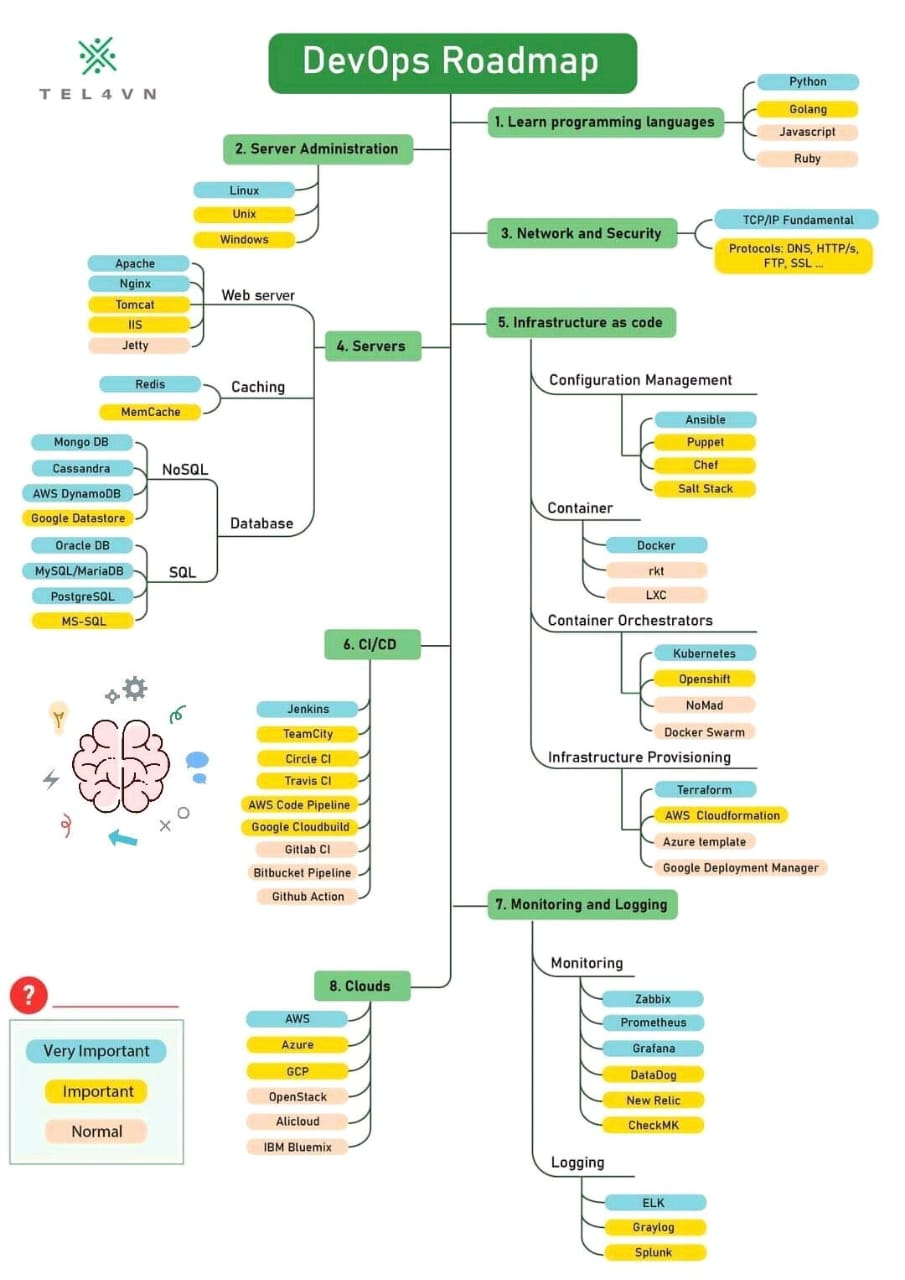 TEL4VN
DevOps Roadmap
1. Learn programming languages
Python
Golang
Javascript
Ruby
2. Server Administration
Linux
Unix
Windows
3. Network and Security
TCP/IP Fundamental
Protocols: DNS, HTTP/s,
FTP, SSL ...
4. Servers
Web server
Apache
Nginx
Tomcat
IIS
Jetty
Caching
Redis
MemCache
Database
NoSQL
Mongo DB
Cassandra
AWS DynamoDB
Google Datastore
SQL
Oracle DB
MySQL/MariaDB
PostgreSQL
MS-SQL
5. Infrastructure as code
Configuration Management
Ansible
Puppet
Chef
Salt Stack
Container
Docker
rkt
LXC
Container Orchestrators
Kubernetes
Openshift
NoMad
Docker Swarm
Infrastructure Provisioning
Terraform
AWS Cloudformation
Azure template
Google Deployment Manager
6. CI/CD
Jenkins
TeamCity
Circle CI
Travis CI
AWS Code Pipeline
Google Cloudbuild
Gitlab CI
Bitbucket Pipeline
Github Action
7. Monitoring and Logging
Monitoring
Zabbix
Prometheus
Grafana
DataDog
New Relic
CheckMK
Logging
ELK
Graylog
Splunk
8. Clouds
AWS
Azure
GCP
OpenStack
Alicloud
IBM Bluemix
?
Very Important
Important
Normal